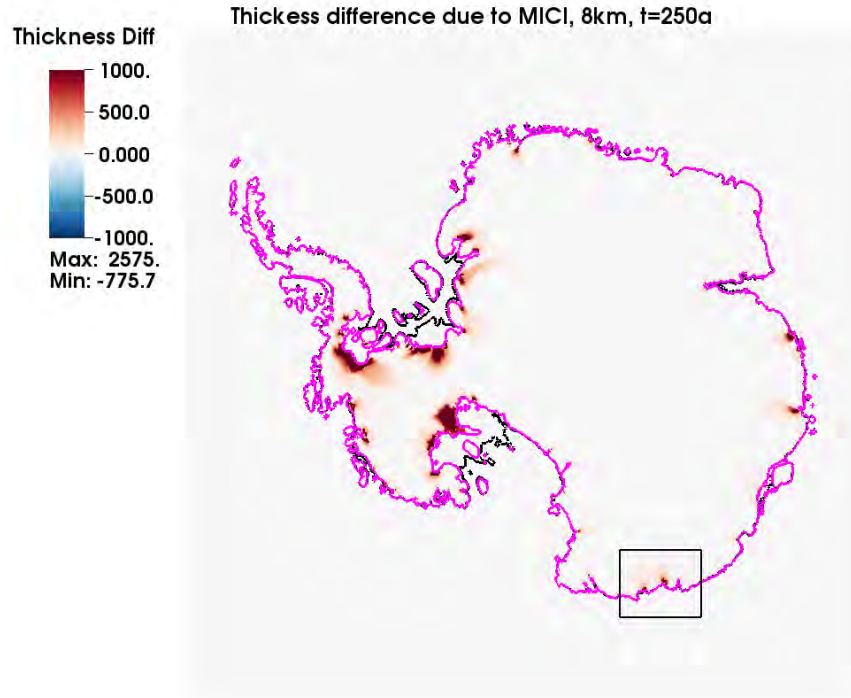 Thickess difference due to MICI, 8km, t=250a
Thickness Diff
1000.
500.0
0.000
-500.0
-1000.
Max: 2575.
Min: -775.7